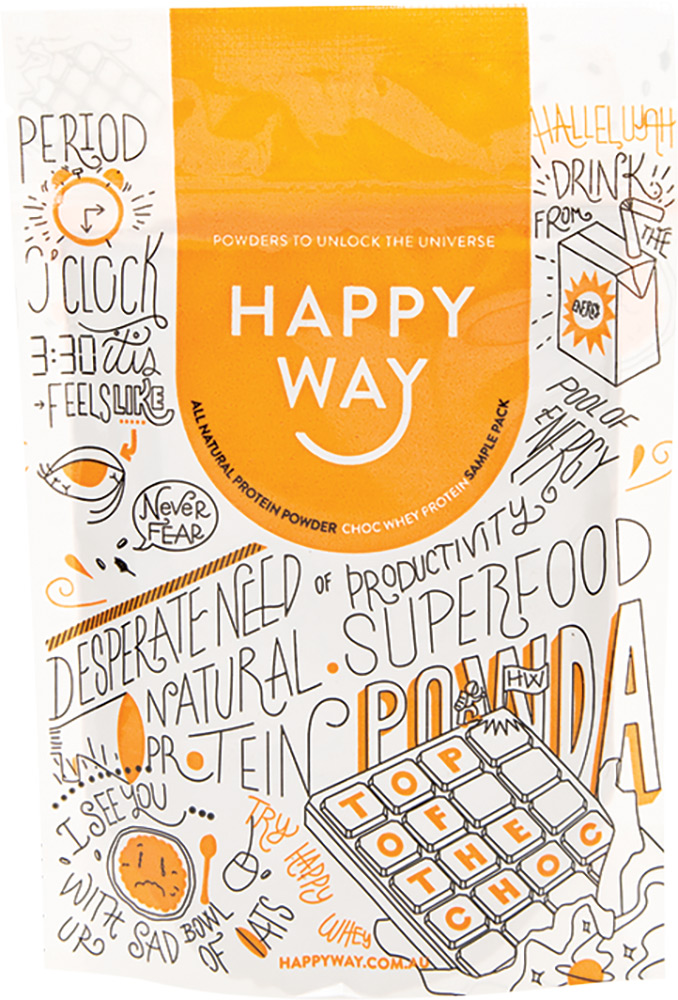 POWDERS TO UNLOCK THE UNIVERSE
HAPPY
WAY
ALL NATURAL PROTEIN POWDER CHOC WHEY PROTEIN SAMPLE PACK
PERIOD
O'CLOCK
3:30 itis
FEELS LIKE
NEVER
FEAR
HALLELUJAH
DRINK
FROM
THE
ENERGY
POOL OF
ENERGY
DESPERATE NEED OF PRODUCTIVITY
NATURAL SUPERFOOD
PROTEIN POWDA
HW
I SEE YOU
WITH UR SAD
BOWL
OF OATS
TRY
HAPPY
WHEY
TOP
OF
THE
CHOC
HAPPYWAY.COM.AU